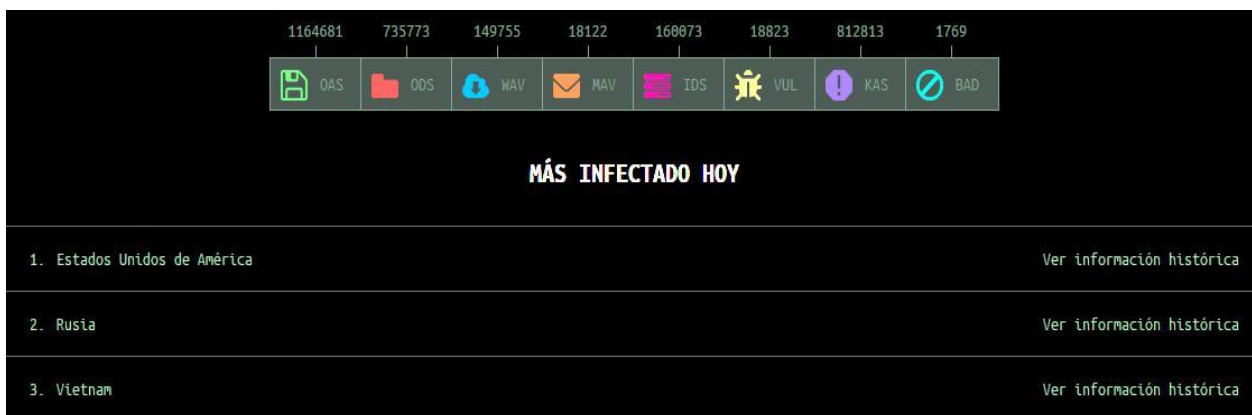 1164681 735773 149755 18122 160073 18823 812813 1769
OAS ODS WAV MAV IDS VUL KAS BAD
MÁS INFECTADO HOY
1. Estados Unidos de América Ver información histórica
2. Rusia Ver información histórica
3. Vietnam Ver información histórica